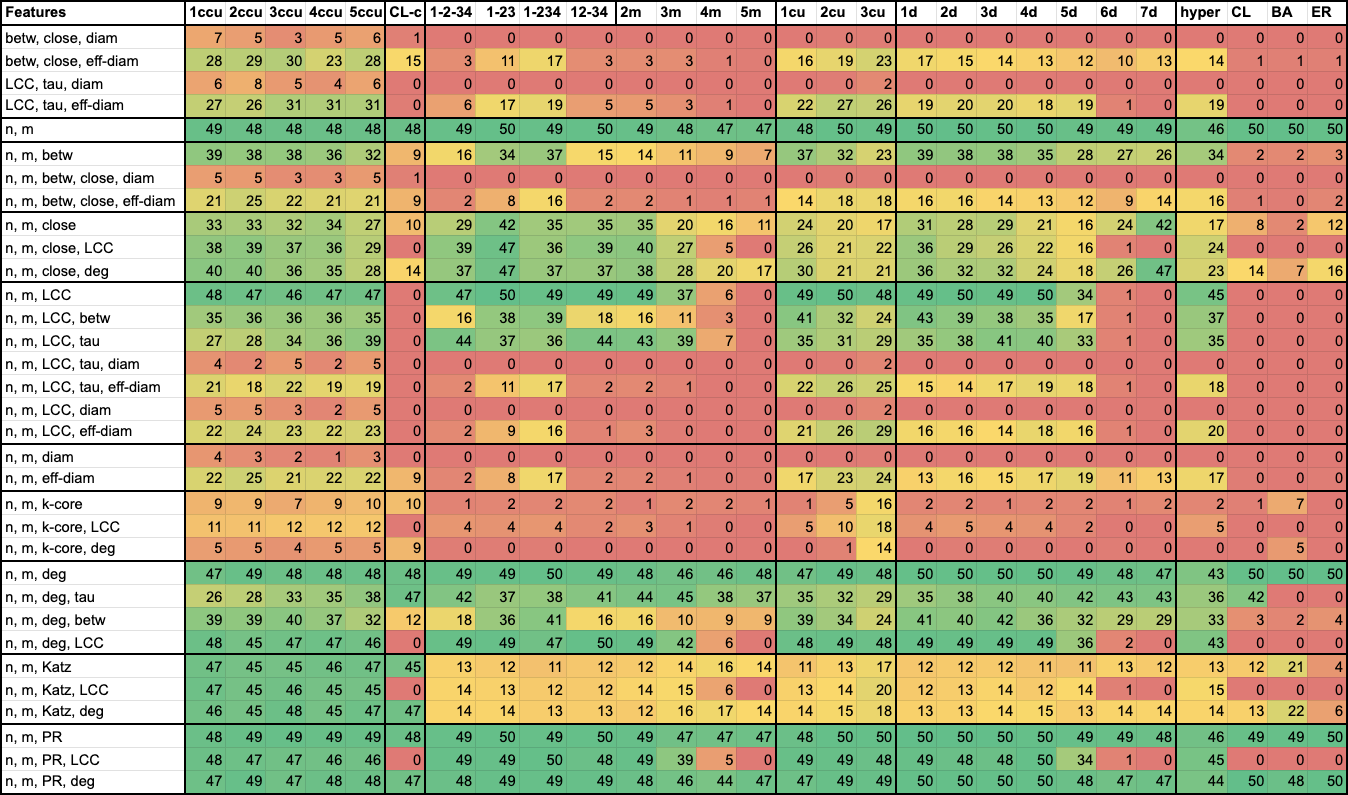 Features 1ccu 2ccu 3ccu 4ccu 5ccu CL-c 1-2-34 1-23 1-234 12-34 2m 3m 4m 5m 1cu 2cu 3cu 1d 2d 3d 4d 5d 6d 7d hyper CL BA ER
betw, close, diam 7 5 3 5 6 1 0 0 0 0 0 0 0 0 0 0 0 0 0 0 0 0 0 0 0 0 0 0
betw, close, eff-diam 28 29 30 23 28 15 3 11 17 3 3 3 1 0 16 19 23 17 15 14 13 12 10 13 14 1 1 1
LCC, tau, diam 6 8 5 4 6 0 0 0 0 0 0 0 0 0 0 0 2 0 0 0 0 0 0 0 0 0 0 0
LCC, tau, eff-diam 27 26 31 31 31 0 6 17 19 5 5 3 1 0 22 27 26 19 20 20 18 19 1 0 19 0 0 0
n, m 49 48 48 48 48 48 49 50 49 50 49 48 47 47 48 50 49 50 50 50 50 49 49 49 46 50 50 50
n, m, betw 39 38 38 36 32 9 16 34 37 15 14 11 9 7 37 32 23 39 38 38 35 28 27 26 34 2 2 3
n, m, betw, close, diam 5 5 3 3 5 1 0 0 0 0 0 0 0 0 0 0 0 0 0 0 0 0 0 0 0 0 0 0
n, m, betw, close, eff-diam 21 25 22 21 21 9 2 8 16 2 2 1 1 1 14 18 18 16 16 14 13 12 9 14 16 1 0 2
n, m, close 33 33 32 34 27 10 29 42 35 35 35 20 16 11 24 20 17 31 28 29 21 16 24 42 17 8 2 12
n, m, close, LCC 38 39 37 36 29 0 39 47 36 39 40 27 5 0 26 21 22 36 29 26 22 16 1 0 24 0 0 0
n, m, close, deg 40 40 36 35 28 14 37 47 37 37 38 28 20 17 30 21 21 36 32 32 24 18 26 47 23 14 7 16
n, m, LCC 48 47 46 47 47 0 47 50 49 49 49 37 6 0 49 50 48 49 50 49 50 34 1 0 45 0 0 0
n, m, LCC, betw 35 36 36 36 35 0 16 38 39 18 16 11 3 0 41 32 24 43 39 38 35 17 1 0 37 0 0 0
n, m, LCC, tau 27 28 34 36 39 0 44 37 36 44 43 39 7 0 35 31 29 35 38 41 40 33 1 0 35 0 0 0
n, m, LCC, tau, diam 4 2 5 2 5 0 0 0 0 0 0 0 0 0 0 0 2 0 0 0 0 0 0 0 0 0 0 0
n, m, LCC, tau, eff-diam 21 18 22 19 19 0 2 11 17 2 2 1 0 0 22 26 25 15 14 17 19 18 1 0 18 0 0 0
n, m, LCC, diam 5 5 3 2 5 0 0 0 0 0 0 0 0 0 0 0 2 0 0 0 0 0 0 0 0 0 0 0
n, m, LCC, eff-diam 22 24 23 22 23 0 2 9 16 1 3 0 0 0 21 26 29 16 16 14 18 16 1 0 20 0 0 0
n, m, diam 4 3 2 1 3 0 0 0 0 0 0 0 0 0 0 0 0 0 0 0 0 0 0 0 0 0 0 0
n, m, eff-diam 22 25 21 22 22 9 2 8 17 2 2 1 0 0 17 23 24 13 16 15 17 19 11 13 17 0 0 0
n, m, k-core 9 9 7 9 10 10 1 2 2 2 1 2 2 1 1 5 16 2 2 1 2 2 1 2 2 1 7 0
n, m, k-core, LCC 11 11 12 12 12 0 4 4 4 2 3 1 0 0 5 10 18 4 5 4 4 2 0 0 5 0 0 0
n, m, k-core, deg 5 5 4 5 5 9 0 0 0 0 0 0 0 0 0 1 14 0 0 0 0 0 0 0 0 0 5 0
n, m, deg 47 49 48 48 48 48 49 49 50 49 48 46 46 48 47 49 48 50 50 50 50 49 48 47 43 50 50 50
n, m, deg, tau 26 28 33 35 38 47 42 37 38 41 44 45 38 37 35 32 29 35 38 40 40 42 43 43 36 42 0 0
n, m, deg, betw 39 39 40 37 32 12 18 36 41 16 16 10 9 9 39 34 24 41 40 42 36 32 29 29 33 3 2 4
n, m, deg, LCC 48 45 47 47 46 0 49 49 47 50 49 42 6 0 48 49 48 49 49 49 49 36 2 0 43 0 0 0
n, m, Katz 47 45 45 46 47 45 13 12 11 12 12 14 16 14 11 13 17 12 12 12 11 11 13 12 13 12 21 4
n, m, Katz, LCC 47 45 46 45 45 0 14 13 12 12 14 15 6 0 13 14 20 12 13 14 12 14 1 0 15 0 0 0
n, m, Katz, deg 46 45 48 45 47 47 14 14 13 13 12 16 17 14 14 15 18 13 13 14 15 13 14 14 14 13 22 6
n, m, PR 48 49 49 49 49 48 49 50 49 50 49 47 47 47 48 50 50 50 50 50 50 49 49 48 46 49 49 50
n, m, PR, LCC 48 47 47 46 46 0 49 49 50 48 49 39 5 0 49 49 48 49 48 48 50 34 1 0 45 0 0 0
n, m, PR, deg 47 49 47 48 48 47 48 49 49 49 48 46 44 47 47 49 49 50 50 50 50 48 47 47 44 50 48 50